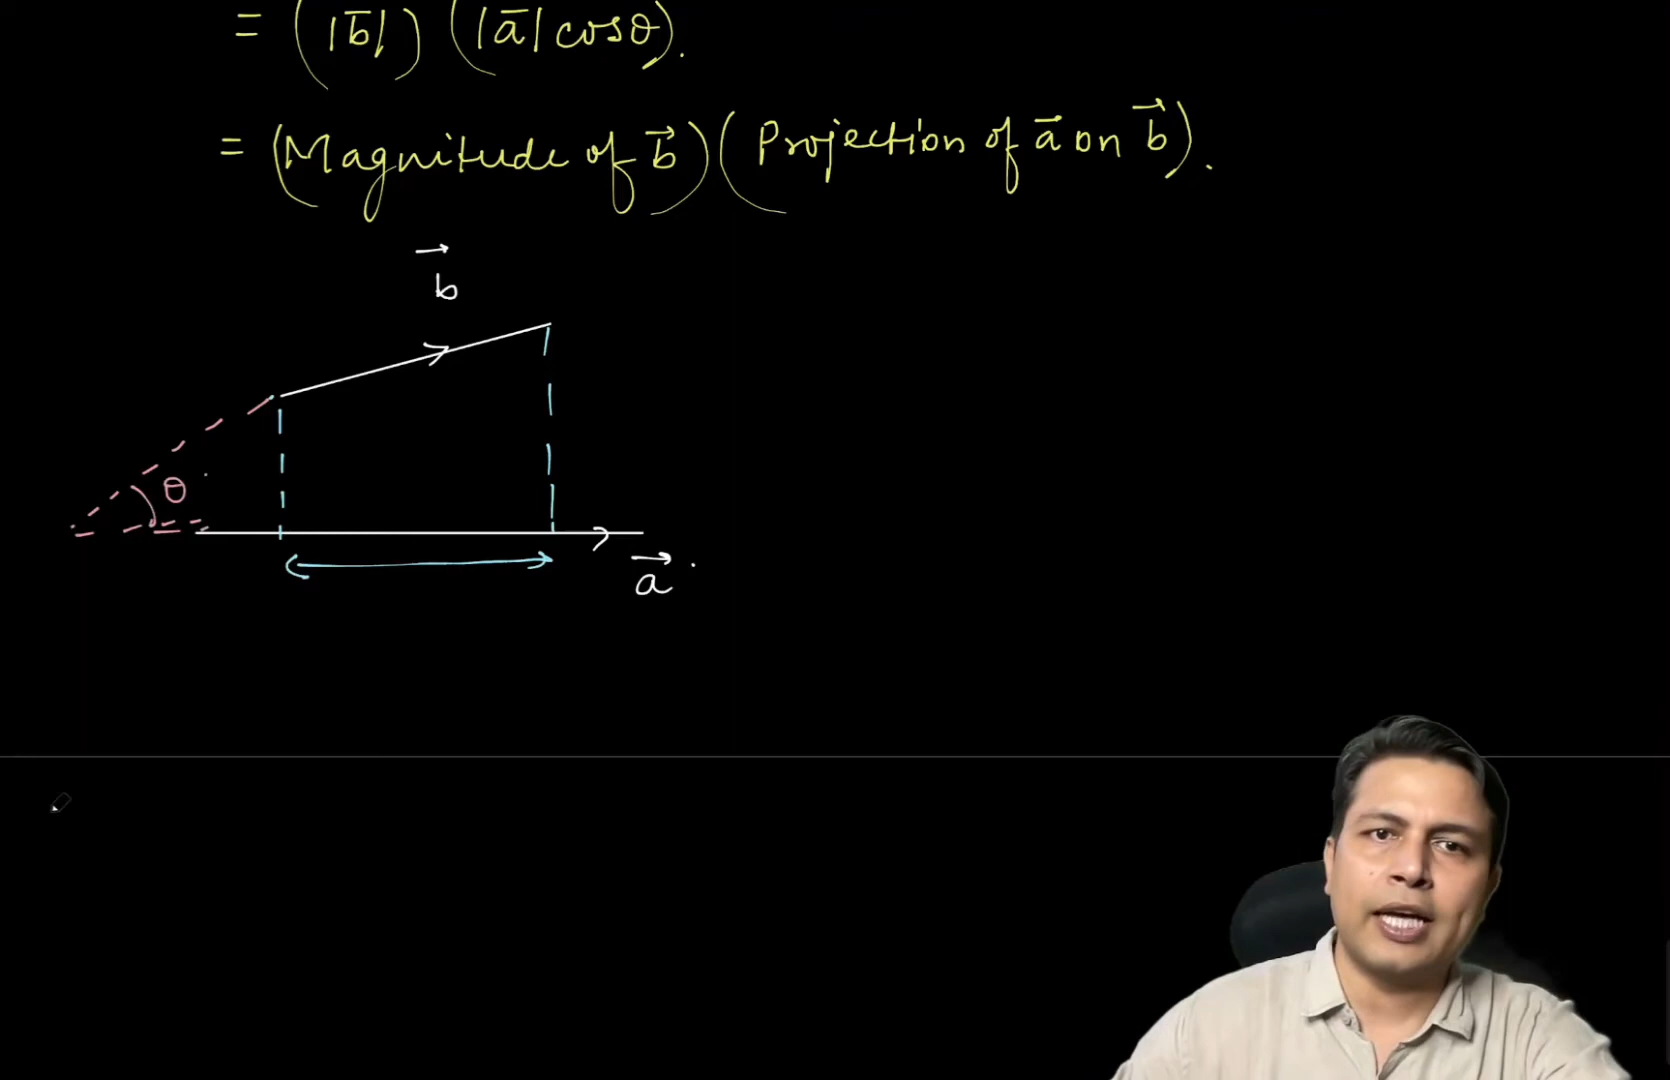 = (|b̄|) (|ā| cosθ).
= (Magnitude of b⃗) (Projection of a⃗ on b⃗).
b⃗
θ
a⃗.